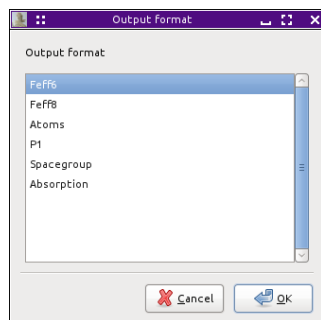 Output format
Output format
Feff6
Feff8
Atoms
P1
Spacegroup
Absorption
Cancel
OK